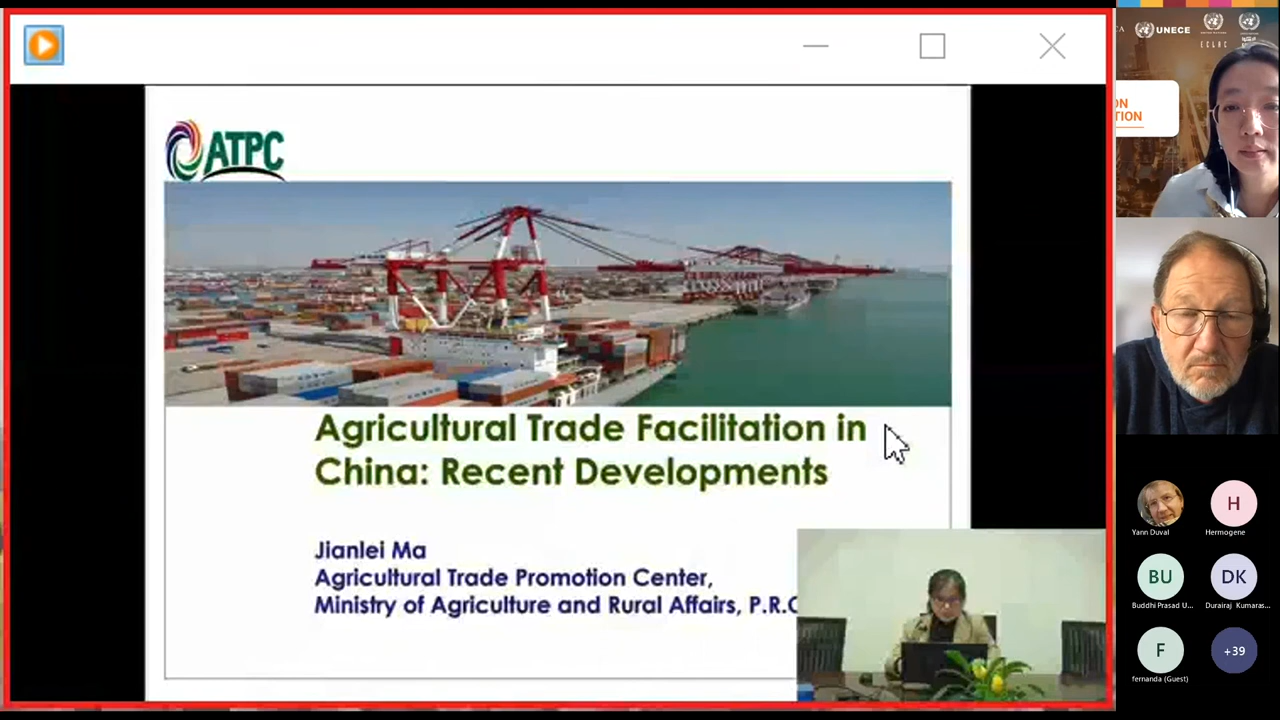 ATPC
Agricultural Trade Facilitation in
China: Recent Developments
Jianlei Ma
Agricultural Trade Promotion Center,
Ministry of Agriculture and Rural Affairs, P.R.C
CA
UNECE
ECLAC
ON
TION
Yann Duval
H
Hermogene
BU
Buddhi Prasad U...
DK
Durairaj Kumaras...
F
fernanda (Guest)
+39